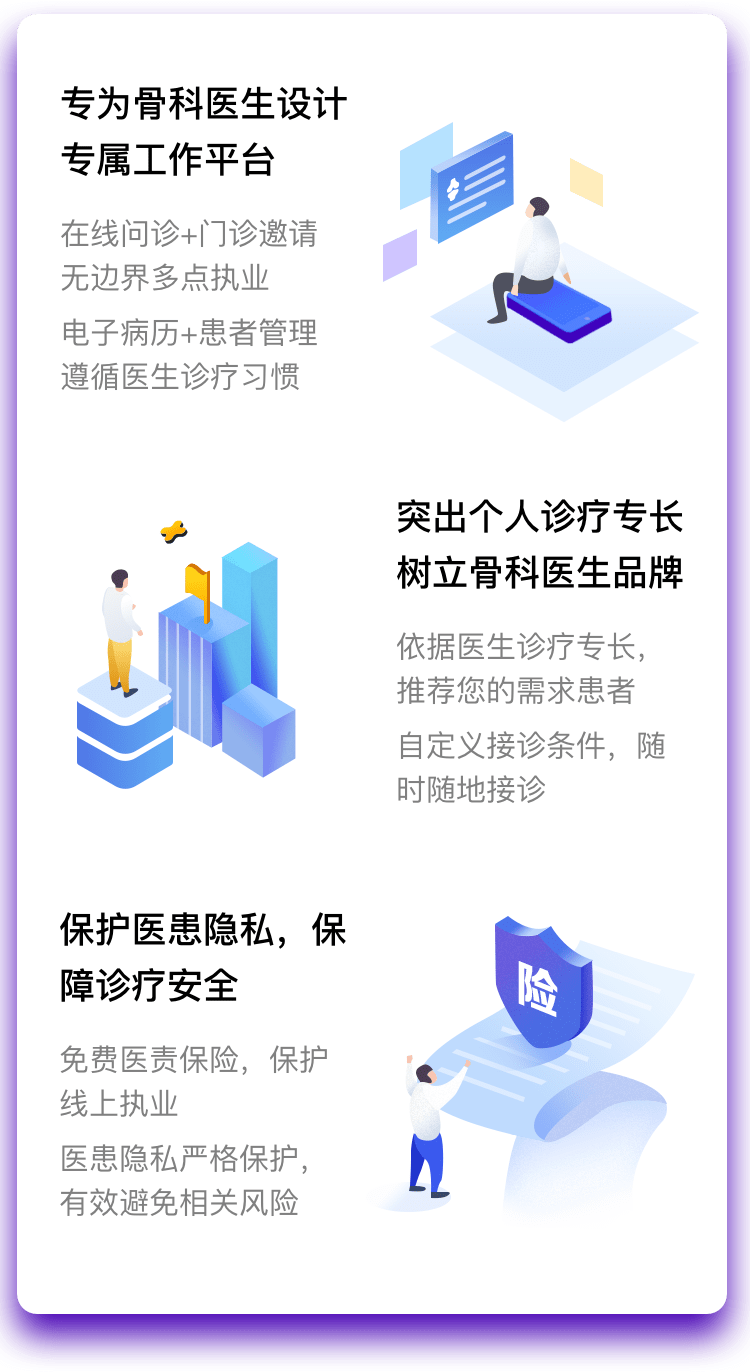 专为骨科医生设计
专属工作平台
在线问诊+门诊邀请
无边界多点执业
电子病历+患者管理
遵循医生诊疗习惯
突出个人诊疗专长
树立骨科医生品牌
依据医生诊疗专长，
推荐您的需求患者
自定义接诊条件，随
时随地接诊
保护医患隐私，保
障诊疗安全
免费医责保险，保护
线上执业
医患隐私严格保护，
有效避免相关风险
险